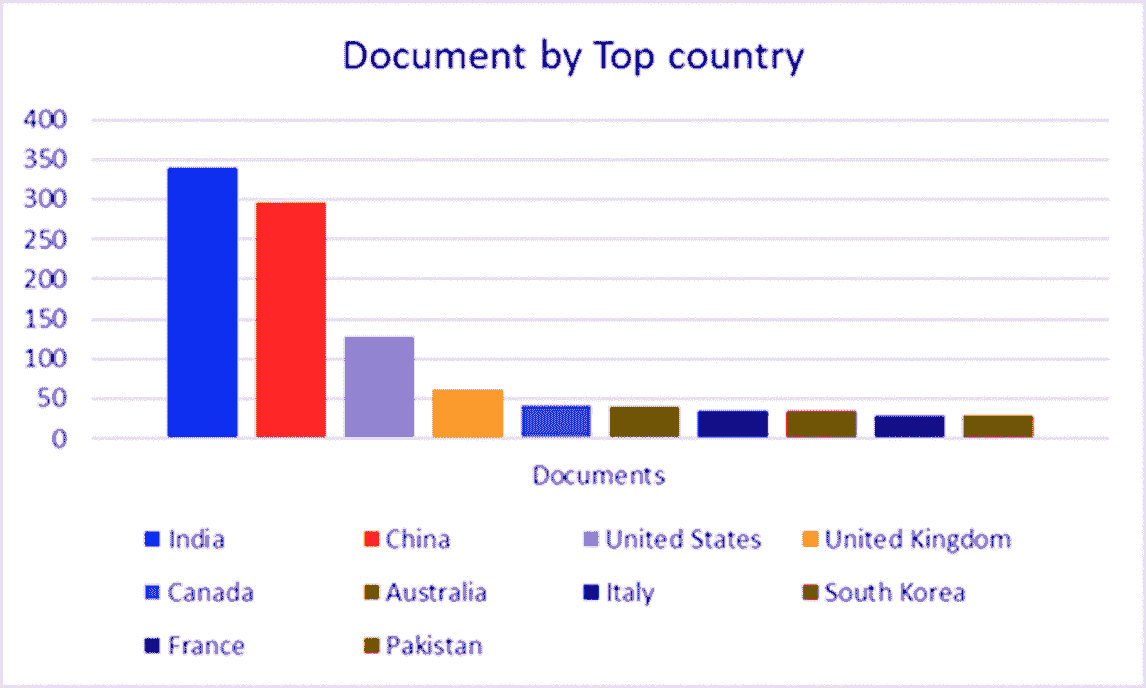 Document by Top country
400
350
300
250
200
150
100
50
0
Documents
India China United States United Kingdom
Canada Australia Italy South Korea
France Pakistan